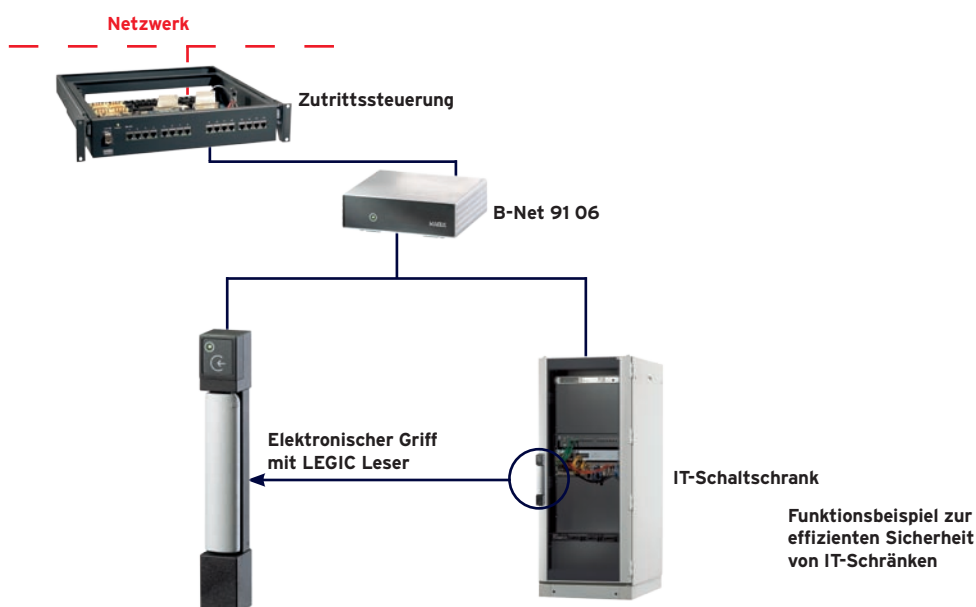 Netzwerk
Zutrittssteuerung
B-Net 91 06
Elektronischer Griff
mit LEGIC Leser
IT-Schaltschrank
Funktionsbeispiel zur
effizienten Sicherheit
von IT-Schränken